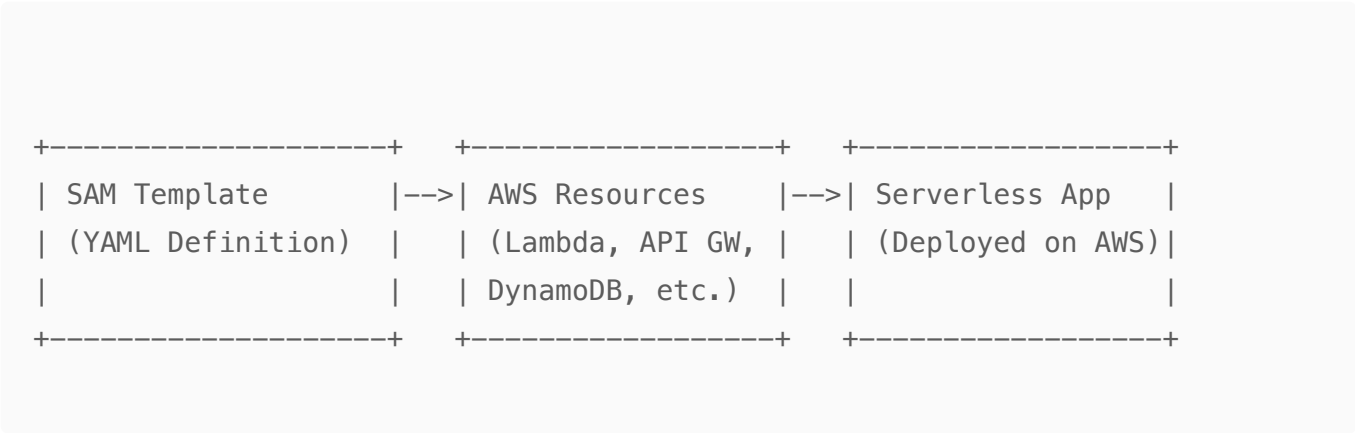 +--------------------+   +------------------+   +------------------+
| SAM Template       |-->| AWS Resources    |-->| Serverless App   |
| (YAML Definition)  |   | (Lambda, API GW, |   | (Deployed on AWS)|
|                    |   | DynamoDB, etc.)  |   |                  |
+--------------------+   +------------------+   +------------------+